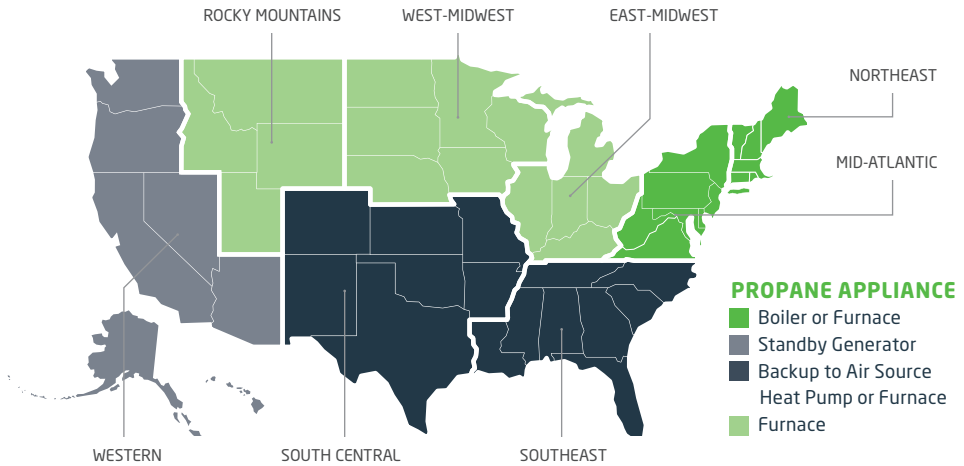 ROCKY MOUNTAINS
WEST-MIDWEST
EAST-MIDWEST
NORTHEAST
MID-ATLANTIC
PROPANE APPLIANCE
Boiler or Furnace
Standby Generator
Backup to Air Source
Heat Pump or Furnace
Furnace
WESTERN
SOUTH CENTRAL
SOUTHEAST